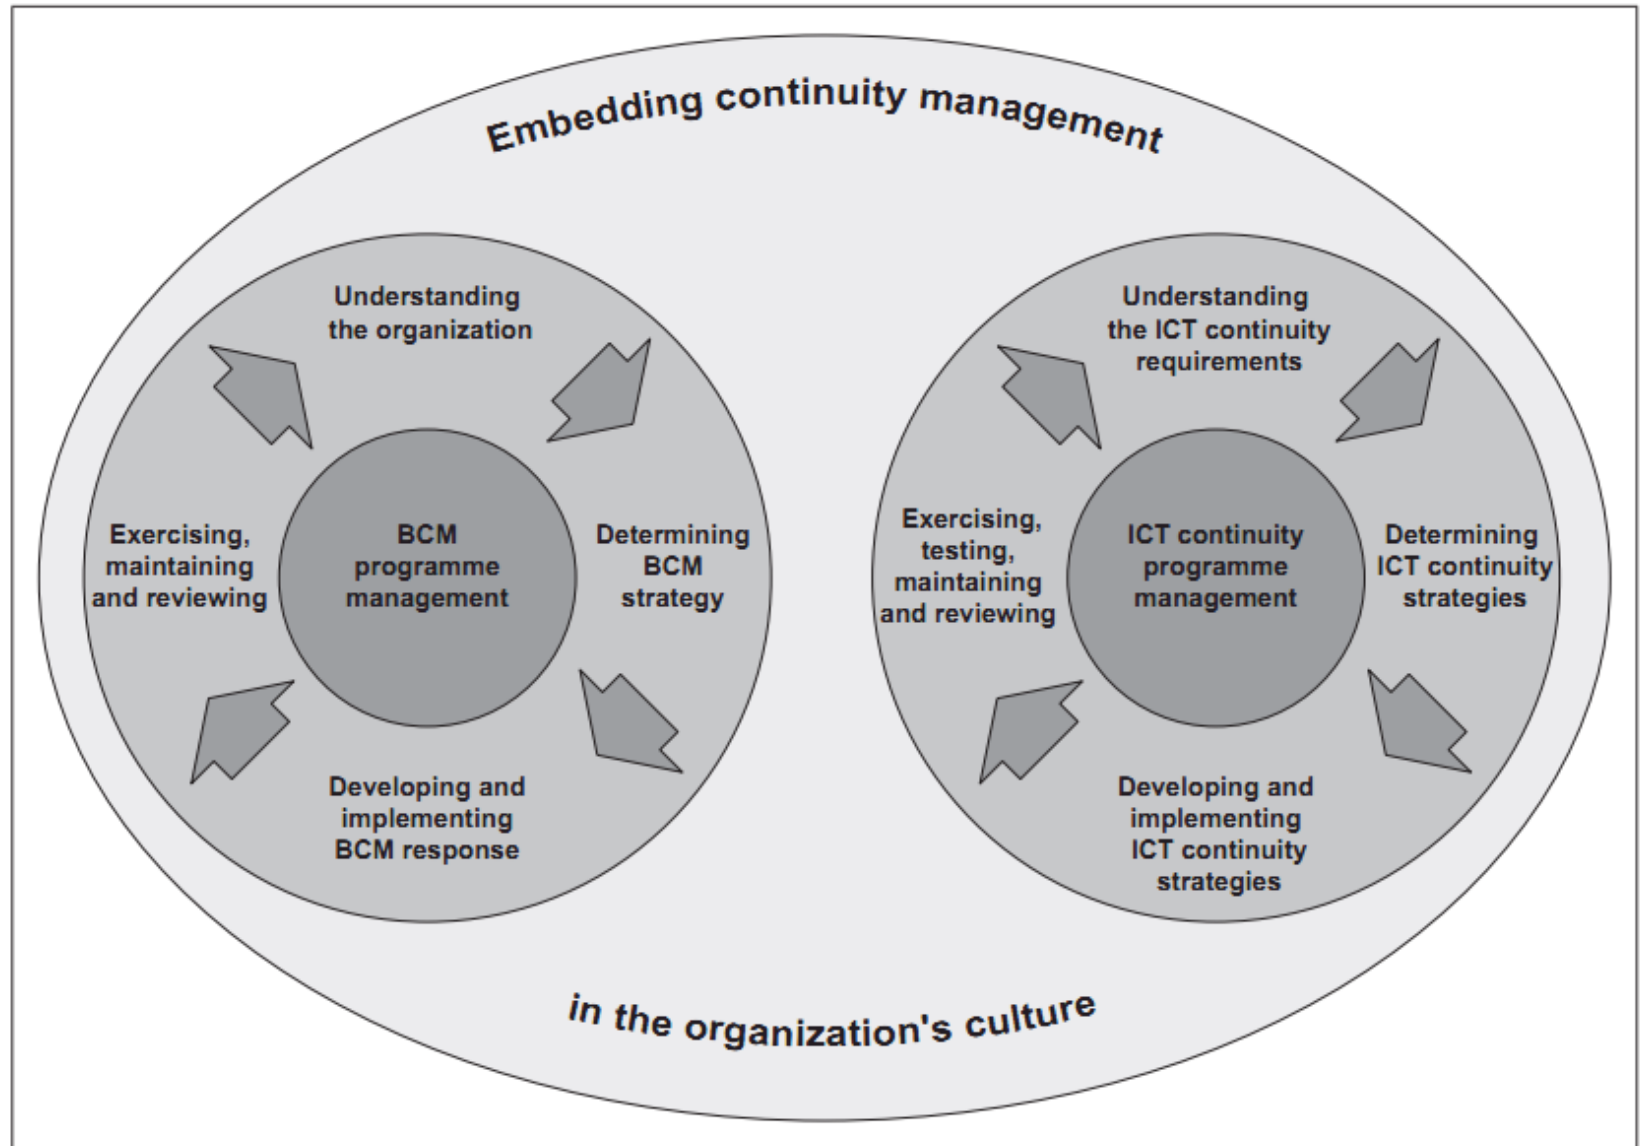 Embedding continuity management
Understanding
the organization
Exercising,
maintaining
and reviewing
BCM
programme
management
Determining
BCM
strategy
Developing and
implementing
BCM response
Understanding
the ICT continuity
requirements
Exercising,
testing,
maintaining
and reviewing
ICT continuity
programme
management
Determining
ICT continuity
strategies
Developing and
implementing
ICT continuity
strategies
in the organization's culture